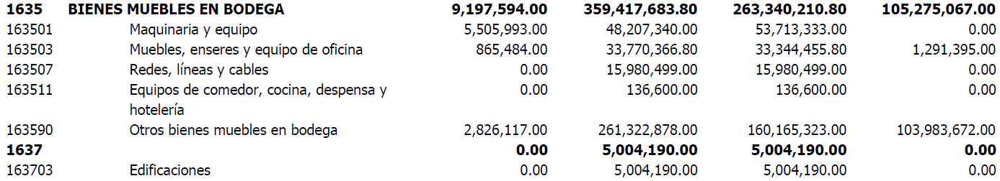 1635 BIENES MUEBLES EN BODEGA 9,197,594.00 359,417,683.80 263,340,210.80 105,275,067.00
163501 Maquinaria y equipo 5,505,993.00 48,207,340.00 53,713,333.00 0.00
163503 Muebles, enseres y equipo de oficina 865,484.00 33,770,366.80 33,344,455.80 1,291,395.00
163507 Redes, líneas y cables 0.00 15,980,499.00 15,980,499.00 0.00
163511 Equipos de comedor, cocina, despensa y 0.00 136,600.00 136,600.00 0.00
hotelería
163590 Otros bienes muebles en bodega 2,826,117.00 261,322,878.00 160,165,323.00 103,983,672.00
1637 0.00 5,004,190.00 5,004,190.00 0.00
163703 Edificaciones 0.00 5,004,190.00 5,004,190.00 0.00